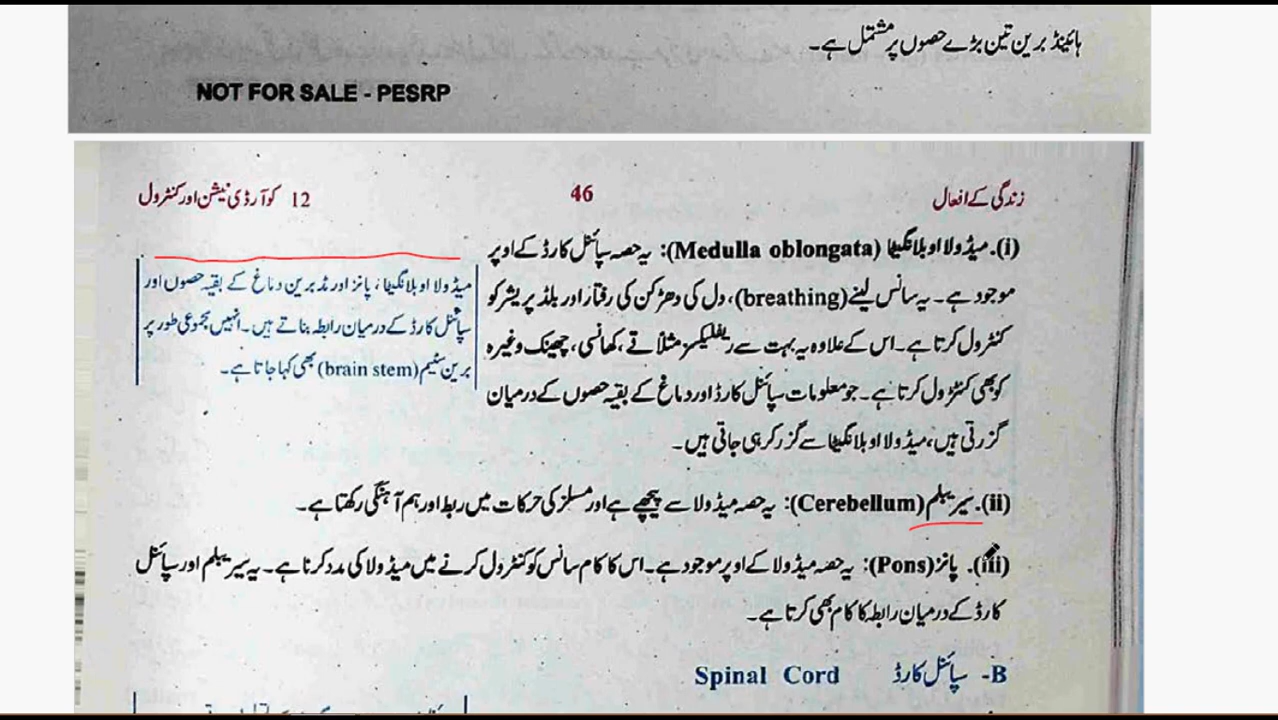 ہائینڈ برین تین بڑے حصوں پر مشتمل ہے۔
NOT FOR SALE - PESRP
زندگی کے افعال
46
12 کوآرڈی نیشن اور کنٹرول
(i)۔ میڈولا اوبلانگیٹا (Medulla oblongata): یہ حصہ سپائنل کارڈ کے اوپر
موجود ہے۔ یہ سانس لینے (breathing)، دل کی دھڑکن کی رفتار اور بلڈ پریشر کو
کنٹرول کرتا ہے۔ اس کے علاوہ یہ بہت سے ریفلیکسز مثلاً قے، کھانسی، چھینک وغیرہ
کو بھی کنٹرول کرتا ہے۔ جو معلومات سپائنل کارڈ اور دماغ کے بقیہ حصوں کے درمیان
گزرتی ہیں، میڈولا اوبلانگیٹا سے گزر کر ہی جاتی ہیں۔
میڈولا اوبلانگیٹا، پانز اور مڈبرین دماغ کے بقیہ حصوں اور
سپائنل کارڈ کے درمیان رابطہ بناتے ہیں۔ انہیں مجموعی طور پر
برین سٹیم (brain stem) بھی کہا جاتا ہے۔
(ii)۔ سیریبلم (Cerebellum): یہ حصہ میڈولا سے پیچھے ہے اور مسلز کی حرکات میں ربط اور ہم آہنگی رکھتا ہے۔
(iii)۔ پانز (Pons): یہ حصہ میڈولا کے اوپر موجود ہے۔ اس کا کام سانس کو کنٹرول کرنے میں میڈولا کی مدد کرنا ہے۔ یہ سیریبلم اور سپائنل
کارڈ کے درمیان رابطہ کا کام بھی کرتا ہے۔
B- سپائنل کارڈ Spinal Cord